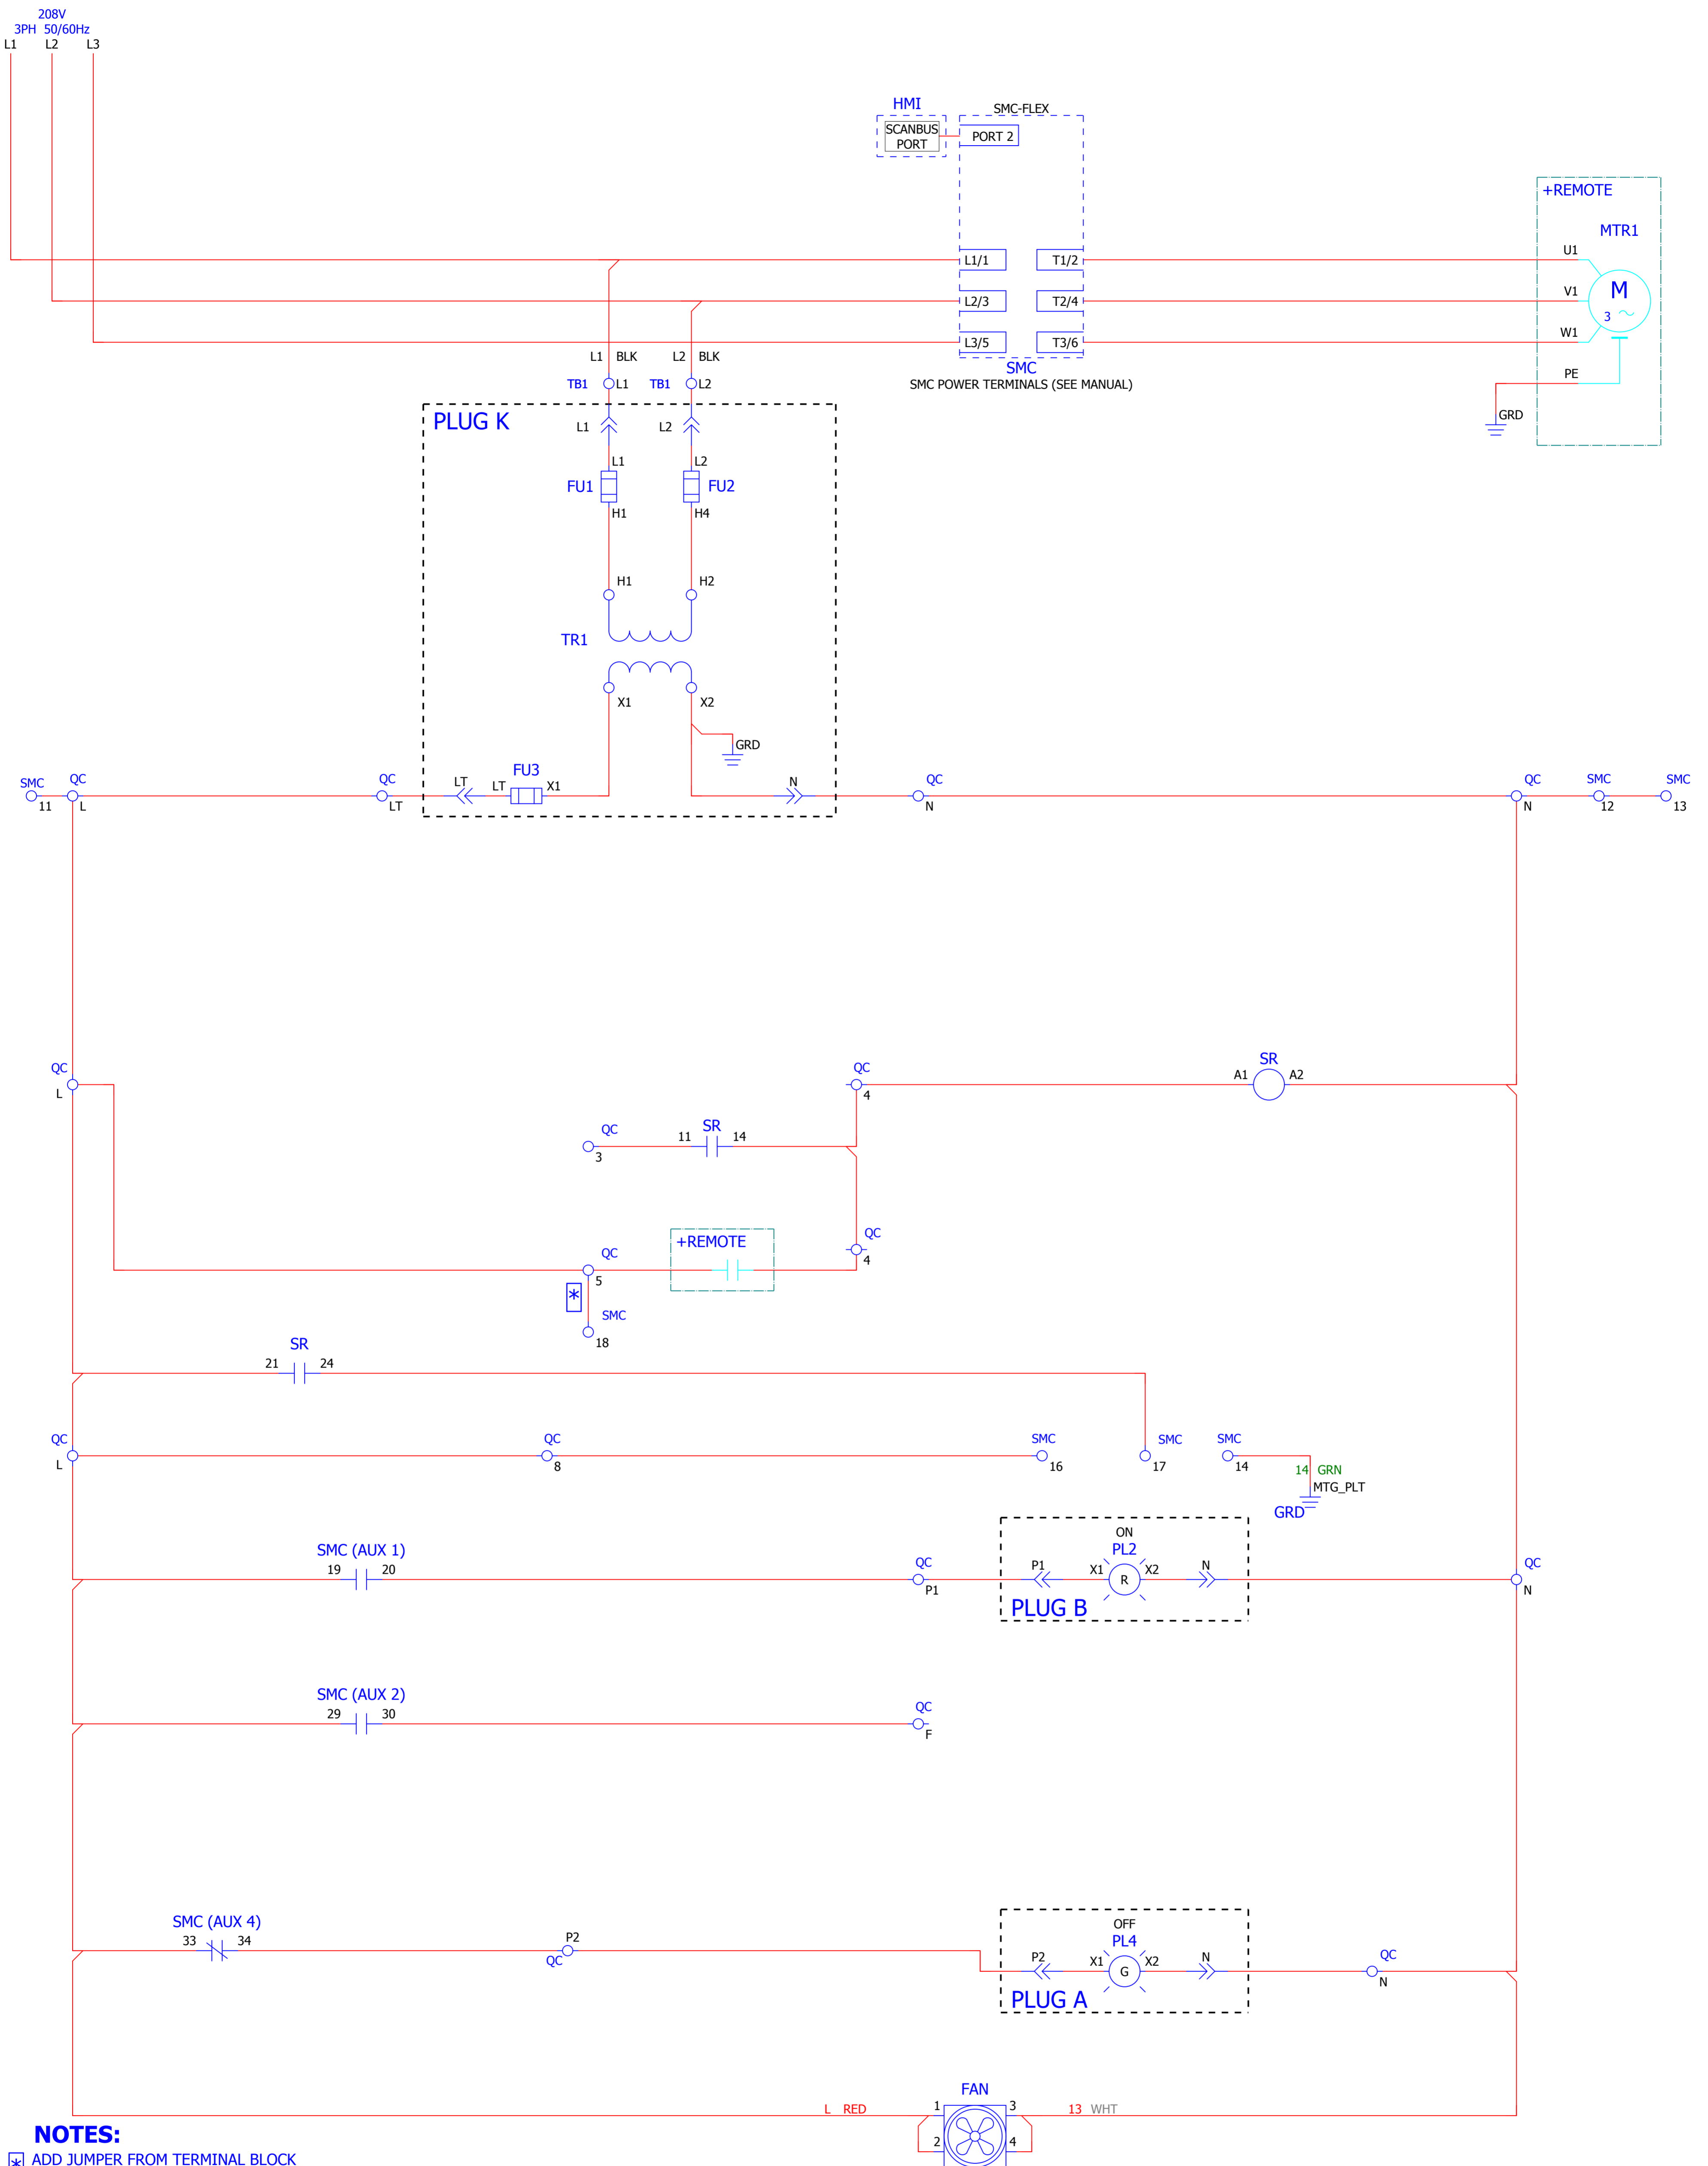 208V
3PH 50/60Hz
L1 L2 L3
HMI
SCANBUS
PORT
SMC-FLEX
PORT 2
+REMOTE
MTR1
L1/1 T1/2 U1
L2/3 T2/4 V1
M
3
L3/5 T3/6 W1
SMC
SMC POWER TERMINALS (SEE MANUAL)
PE
GRD
L1 BLK L2 BLK
TB1 L1 TB1 L2
PLUG K
L1 L2
L1 L2
FU1 FU2
H1 H4
H1 H2
TR1
X1 X2
GRD
SMC QC QC LT LT FU3 X1 N QC QC SMC SMC
11 L LT N N 12 13
QC QC SR
L 4 A1 A2
QC SR
3 11 14
+REMOTE
QC QC
5 4
*
SMC
18
SR
21 24
QC QC SMC SMC SMC
L 8 16 17 14
14 GRN
MTG_PLT
GRD
SMC (AUX 1)
19 20
QC
P1
ON
PL2
P1 X1 R X2 N
PLUG B
QC
N
SMC (AUX 2)
29 30
QC
F
SMC (AUX 4)
33 34
P2
QC
OFF
PL4
P2 X1 G X2 N
PLUG A
QC
N
FAN
L RED 1 3 13 WHT
2 4
NOTES:
* ADD JUMPER FROM TERMINAL BLOCK